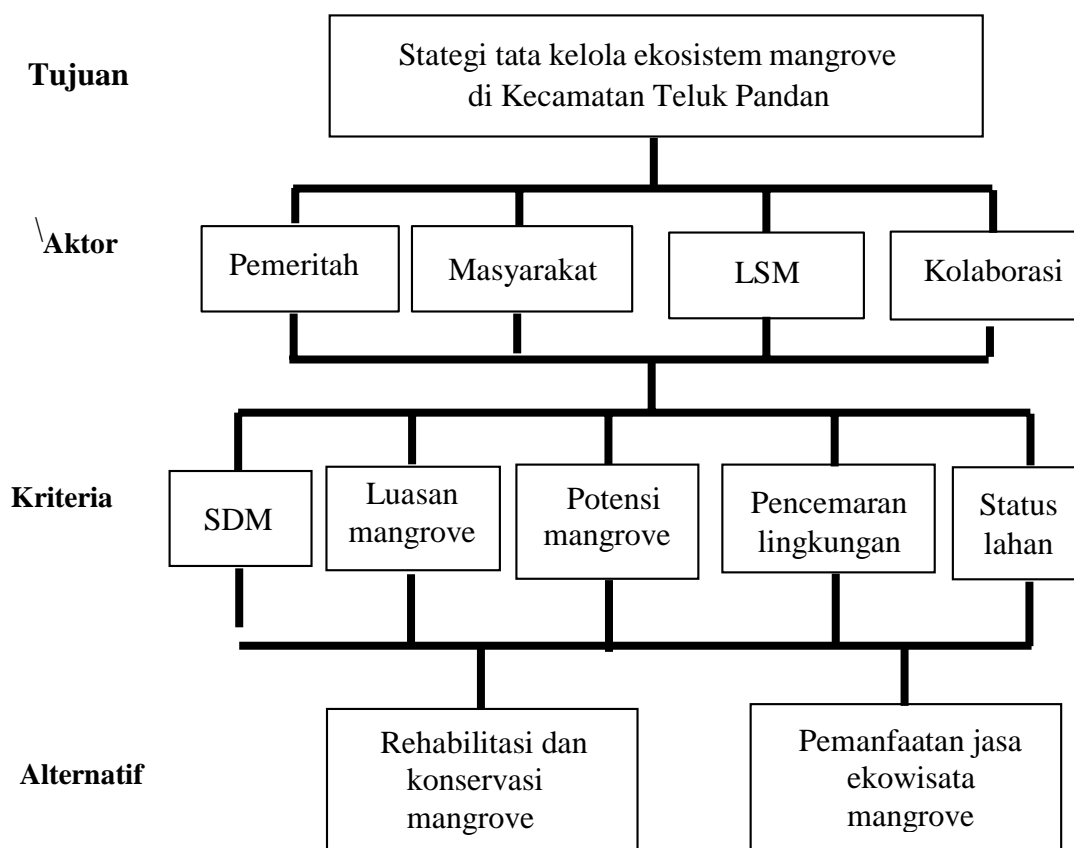 Tujuan
Stategi tata kelola ekosistem mangrove
di Kecamatan Teluk Pandan
\Aktor
Pemeritah
Masyarakat
LSM
Kolaborasi
Kriteria
SDM
Luasan
mangrove
Potensi
mangrove
Pencemaran
lingkungan
Status
lahan
Alternatif
Rehabilitasi dan
konservasi
mangrove
Pemanfaatan jasa
ekowisata
mangrove